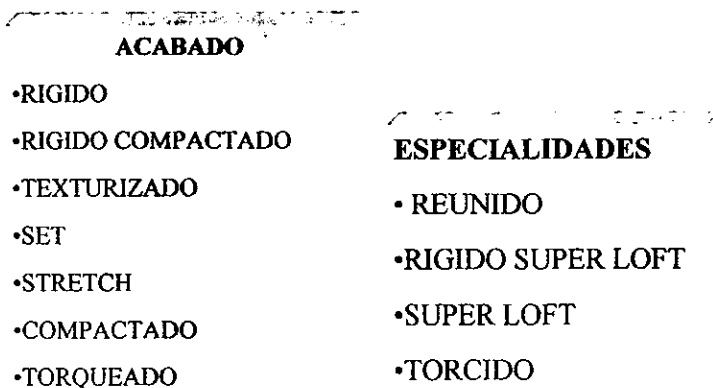 ACABADO
•RIGIDO
•RIGIDO COMPACTADO
•TEXTURIZADO
•SET
•STRETCH
•COMPACTADO
•TORQUEADO
ESPECIALIDADES
• REUNIDO
•RIGIDO SUPER LOFT
•SUPER LOFT
•TORCIDO